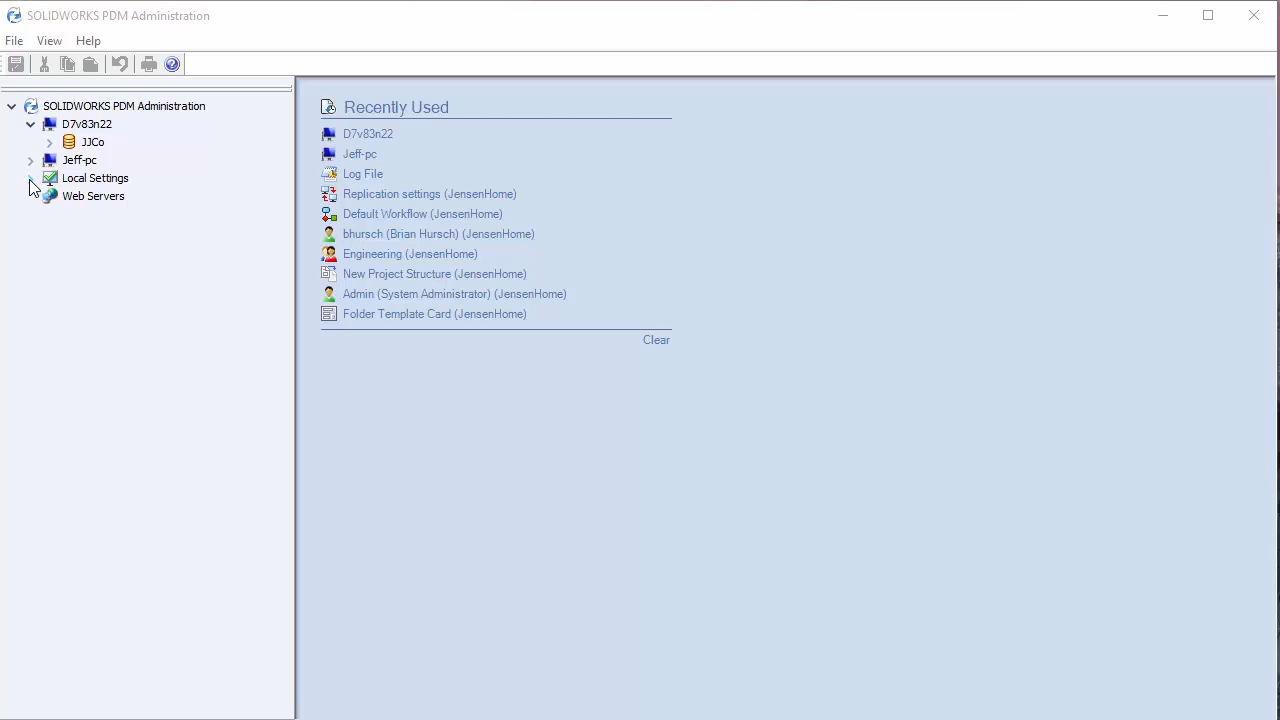 SOLIDWORKS PDM Administration
File View Help
SOLIDWORKS PDM Administration
D7v83n22
JJCo
Jeff-pc
Local Settings
Web Servers
Recently Used
D7v83n22
Jeff-pc
Log File
Replication settings (JensenHome)
Default Workflow (JensenHome)
bhursch (Brian Hursch) (JensenHome)
Engineering (JensenHome)
New Project Structure (JensenHome)
Admin (System Administrator) (JensenHome)
Folder Template Card (JensenHome)
Clear